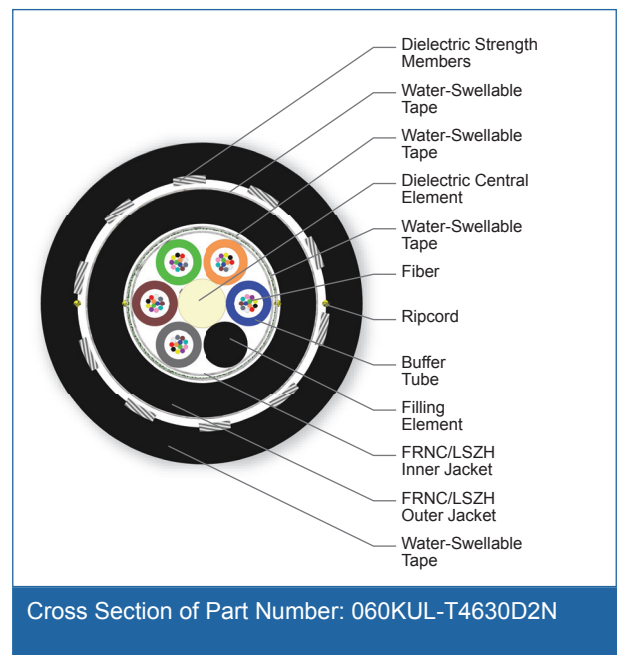 Dielectric Strength
Members
Water-Swellable
Tape
Water-Swellable
Tape
Dielectric Central
Element
Water-Swellable
Tape
Fiber
Ripcord
Buffer
Tube
Filling
Element
FRNC/LSZH
Inner Jacket
FRNC/LSZH
Outer Jacket
Water-Swellable
Tape
Cross Section of Part Number: 060KUL-T4630D2N